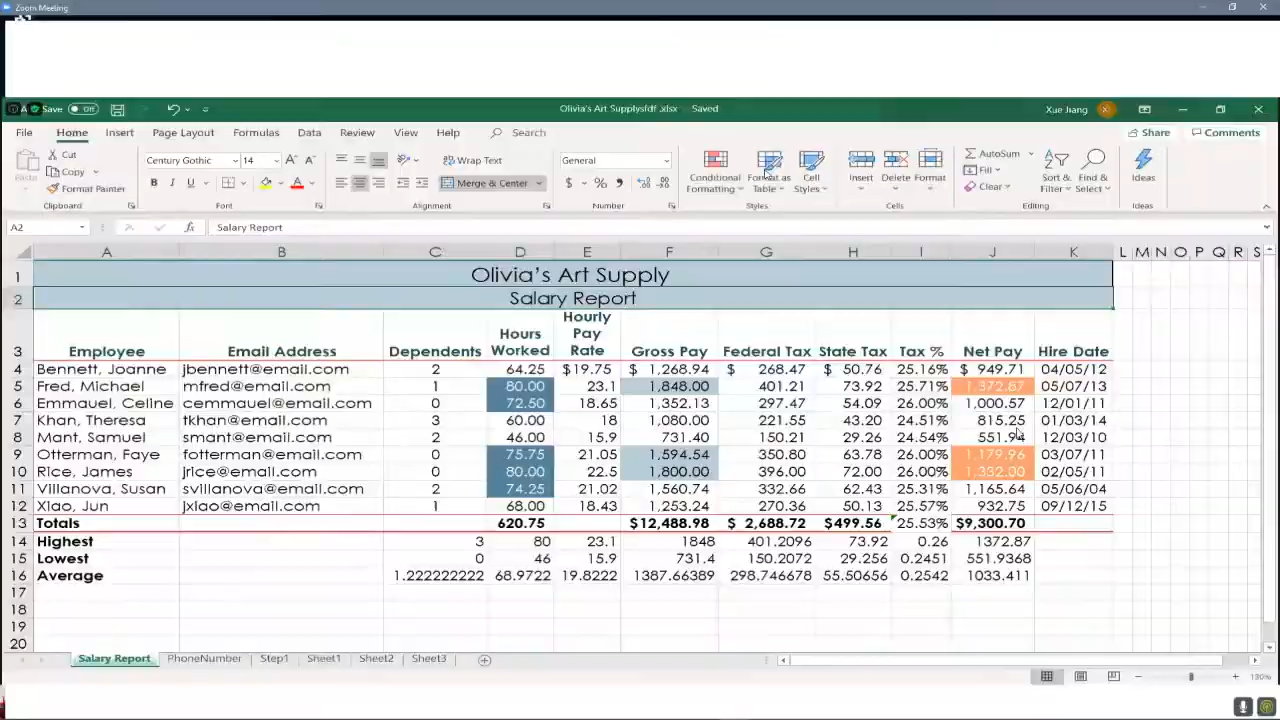 Zoom Meeting
A Save Off Olivia's Art Supplysfdf .xlsx - Saved Xue Jiang
File Home Insert Page Layout Formulas Data Review View Help Search Share Comments
Paste Cut Copy Format Painter Clipboard
Century Gothic 14 A A B I U A Font
Wrap Text Merge & Center Alignment
General $ % , Number
Conditional Formatting Format as Table Cell Styles Styles
Insert Delete Format Cells
AutoSum Fill Clear Sort & Filter Find & Select Editing
Ideas Ideas
A2 fx Salary Report
A B C D E F G H I J K L M N O P Q R S
1 Olivia's Art Supply
2 Salary Report
3 Employee Email Address Dependents Hours Worked Hourly Pay Rate Gross Pay Federal Tax State Tax Tax % Net Pay Hire Date
4 Bennett, Joanne jbennett@email.com 2 64.25 $19.75 $ 1,268.94 $ 268.47 $ 50.76 25.16% $ 949.71 04/05/12
5 Fred, Michael mfred@email.com 1 80.00 23.1 1,848.00 401.21 73.92 25.71% 1,372.87 05/07/13
6 Emmauel, Celine cemmauel@email.com 0 72.50 18.65 1,352.13 297.47 54.09 26.00% 1,000.57 12/01/11
7 Khan, Theresa tkhan@email.com 3 60.00 18 1,080.00 221.55 43.20 24.51% 815.25 01/03/14
8 Mant, Samuel smant@email.com 2 46.00 15.9 731.40 150.21 29.26 24.54% 551.94 12/03/10
9 Otterman, Faye fotterman@email.com 0 75.75 21.05 1,594.54 350.80 63.78 26.00% 1,179.96 03/07/11
10 Rice, James jrice@email.com 0 80.00 22.5 1,800.00 396.00 72.00 26.00% 1,332.00 02/05/11
11 Villanova, Susan svillanova@email.com 2 74.25 21.02 1,560.74 332.66 62.43 25.31% 1,165.64 05/06/04
12 Xiao, Jun jxiao@email.com 1 68.00 18.43 1,253.24 270.36 50.13 25.57% 932.75 09/12/15
13 Totals 620.75 $12,488.98 $ 2,688.72 $499.56 25.53% $9,300.70
14 Highest 3 80 23.1 1848 401.2096 73.92 0.26 1372.87
15 Lowest 0 46 15.9 731.4 150.2072 29.256 0.2451 551.9368
16 Average 1.222222222 68.9722 19.8222 1387.66389 298.746678 55.50656 0.2542 1033.411
17
18
19
20
Salary Report PhoneNumber Step1 Sheet1 Sheet2 Sheet3
130%